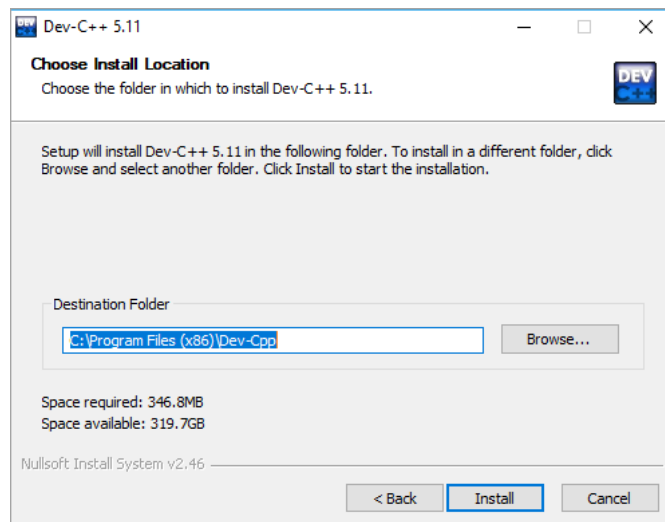 DEV
C++
Dev-C++ 5.11
Choose Install Location
Choose the folder in which to install Dev-C++ 5.11.
DEV
C++
Setup will install Dev-C++ 5.11 in the following folder. To install in a different folder, click
Browse and select another folder. Click Install to start the installation.
Destination Folder
C:\Program Files (x86)\Dev-Cpp
Browse...
Space required: 346.8MB
Space available: 319.7GB
Nullsoft Install System v2.46
< Back
Install
Cancel